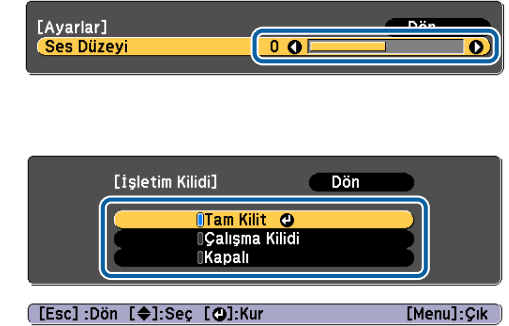 [Ayarlar] Dön
Ses Düzeyi 0
[İşletim Kilidi] Dön
Tam Kilit
Çalışma Kilidi
Kapalı
[Esc] :Dön [◆]:Seç [⏎]:Kur [Menu]:Çık